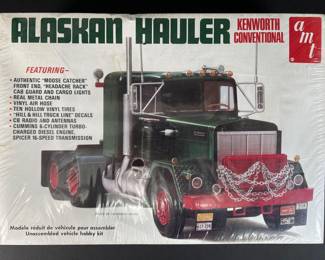 ALASKAN HAULER
KENWORTH
CONVENTIONAL
amt
FEATURING–
• AUTHENTIC "MOOSE CATCHER"
FRONT END, "HEADACHE RACK"
CAB GUARD AND CARGO LIGHTS
• REAL METAL CHAIN
• VINYL AIR HOSE
• TEN HOLLOW VINYL TIRES
• "HILL & HILL TRUCK LINE" DECALS
• CB RADIO AND ANTENNAS
• CUMMINS 6-CYLINDER TURBO-
CHARGED DIESEL ENGINE,
SPICER 16-SPEED TRANSMISSION
Modèle réduit de véhicule pour assembler
Unassembled vehicle hobby kit